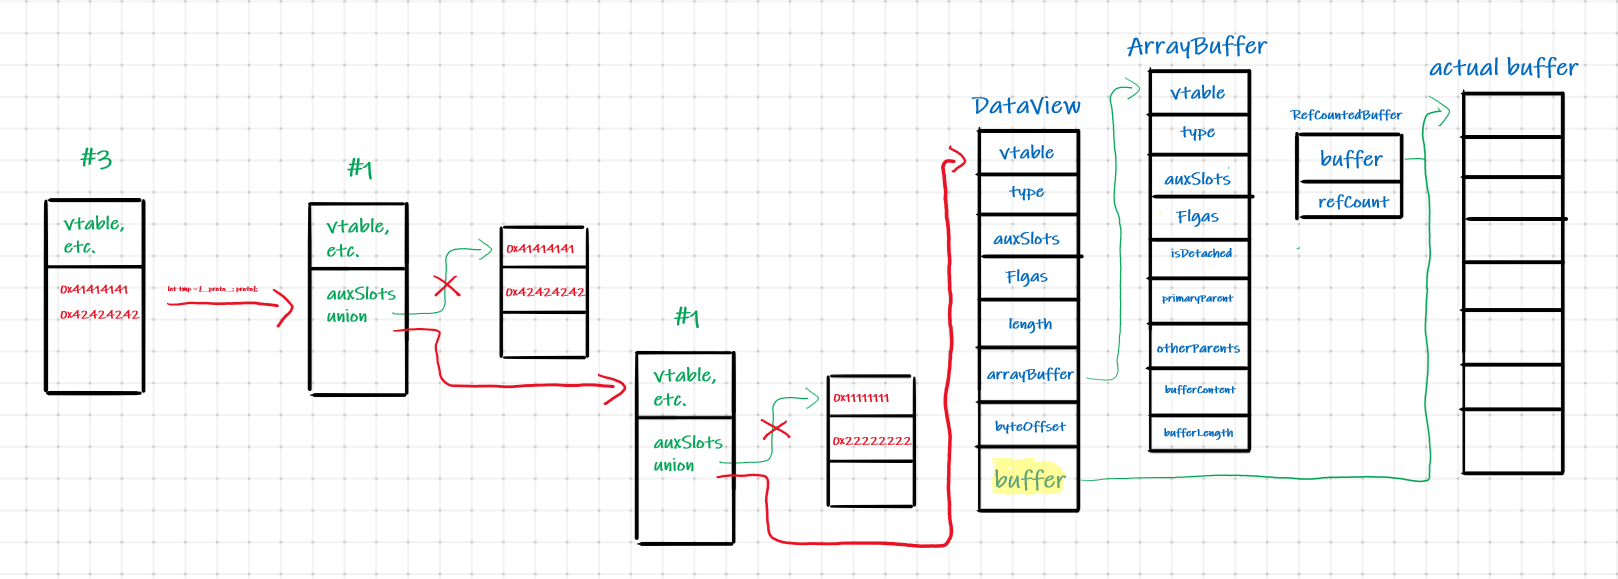 #3
vtable,
etc.
0x41414141
0x42424242
let tmp = {__proto__: proto};
#1
vtable,
etc.
auxSlots
union
0x41414141
0x42424242
#1
vtable,
etc.
auxSlots
union
0x11111111
0x22222222
DataView
vtable
type
auxSlots
Flgas
length
arrayBuffer
byteOffset
buffer
ArrayBuffer
vtable
type
auxSlots
Flgas
isDetached
primaryParent
otherParents
bufferContent
bufferLength
RefCountedBuffer
buffer
refCount
actual buffer